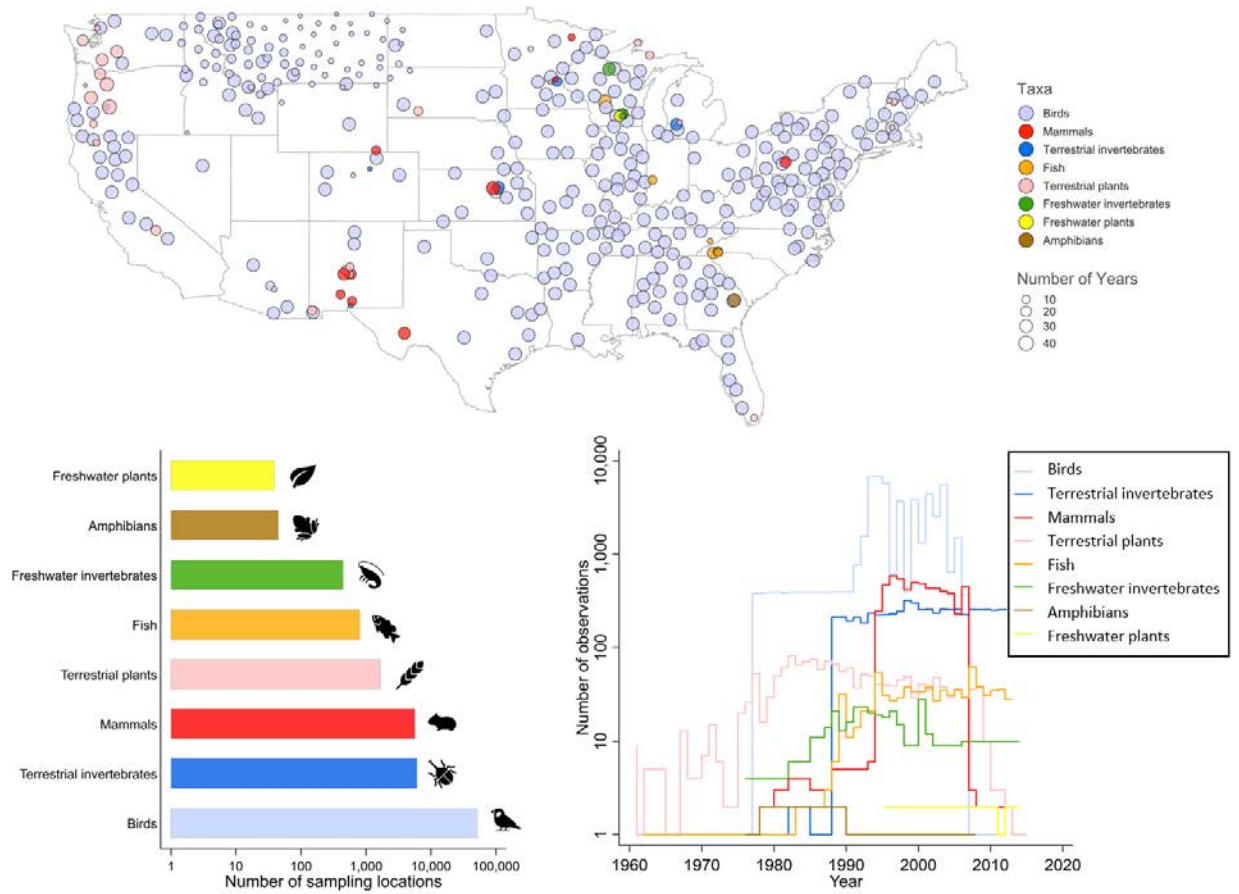 Taxa
Birds
Mammals
Terrestrial invertebrates
Fish
Terrestrial plants
Freshwater invertebrates
Freshwater plants
Amphibians
Number of Years
10
20
30
40
Freshwater plants
Amphibians
Freshwater invertebrates
Fish
Terrestrial plants
Mammals
Terrestrial invertebrates
Birds
1 10 100 1,000 10,000 100,000
Number of sampling locations
Number of observations
10,000
1,000
100
10
1
1960 1970 1980 1990 2000 2010 2020
Year
Birds
Terrestrial invertebrates
Mammals
Terrestrial plants
Fish
Freshwater invertebrates
Amphibians
Freshwater plants